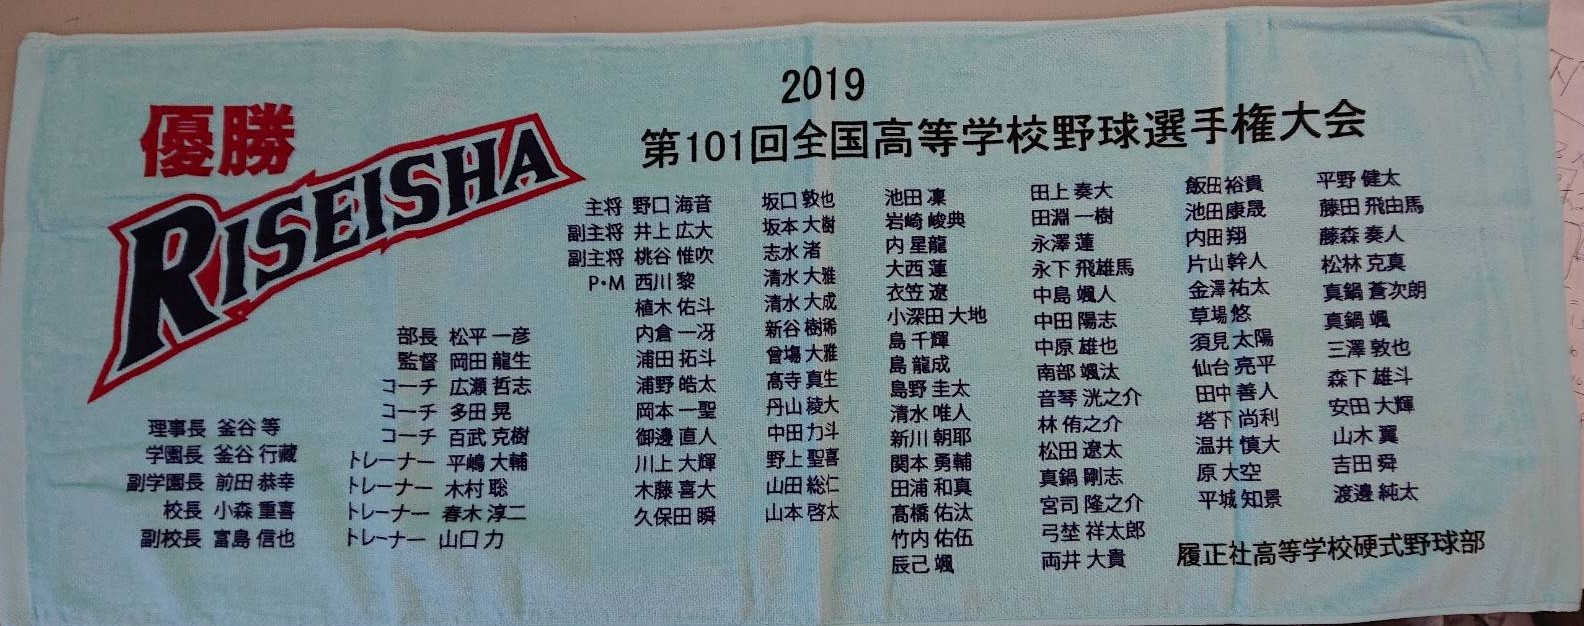 優勝
RISEISHA
2019
第101回全国高等学校野球選手権大会
理事長 釜谷 等
学園長 釜谷 行藏
副学園長 前田 恭幸
校長 小森 重喜
副校長 富島 信也
部長 松平 一彦
監督 岡田 龍生
コーチ 広瀬 哲志
コーチ 多田 晃
コーチ 百武 克樹
トレーナー 平嶋 大輔
トレーナー 木村 聡
トレーナー 春木 淳二
トレーナー 山口 力
主将 野口 海音
副主将 井上 広大
副主将 桃谷 惟吹
P・M 西川 黎
植木 佑斗
内倉 一冴
浦田 拓斗
浦野 皓太
岡本 一聖
御邊 直人
川上 大輝
木藤 喜大
久保田 瞬
坂口 敦也
坂本 大樹
志水 渚
清水 大雅
清水 大成
新谷 樹稀
曾塲 大雅
髙寺 真生
丹山 稜大
中田 力斗
野上 聖喜
山田 総仁
山本 啓太
池田 凜
岩崎 峻典
内 星龍
大西 蓮
衣笠 遼
小深田 大地
島 千輝
島 龍成
島野 圭太
清水 唯人
新川 朝耶
関本 勇輔
田浦 和真
髙橋 佑汰
竹内 佑伍
辰己 颯
田上 奏大
田淵 一樹
永澤 蓮
永下 飛雄馬
中島 颯人
中田 陽志
中原 雄也
南部 颯汰
音琴 洸之介
林 侑之介
松田 遼太
真鍋 剛志
宮司 隆之介
弓埜 祥太郎
両井 大貴
飯田 裕貴
池田 康晟
内田 翔
片山 幹人
金澤 祐太
草場 悠
須見 太陽
仙台 亮平
田中 善人
塔下 尚利
温井 慎大
原 大空
平城 知景
平野 健太
藤田 飛由馬
藤森 奏人
松林 克真
真鍋 蒼次朗
真鍋 颯
三澤 敦也
森下 雄斗
安田 大輝
山木 翼
吉田 舜
渡邊 純太
履正社高等学校硬式野球部